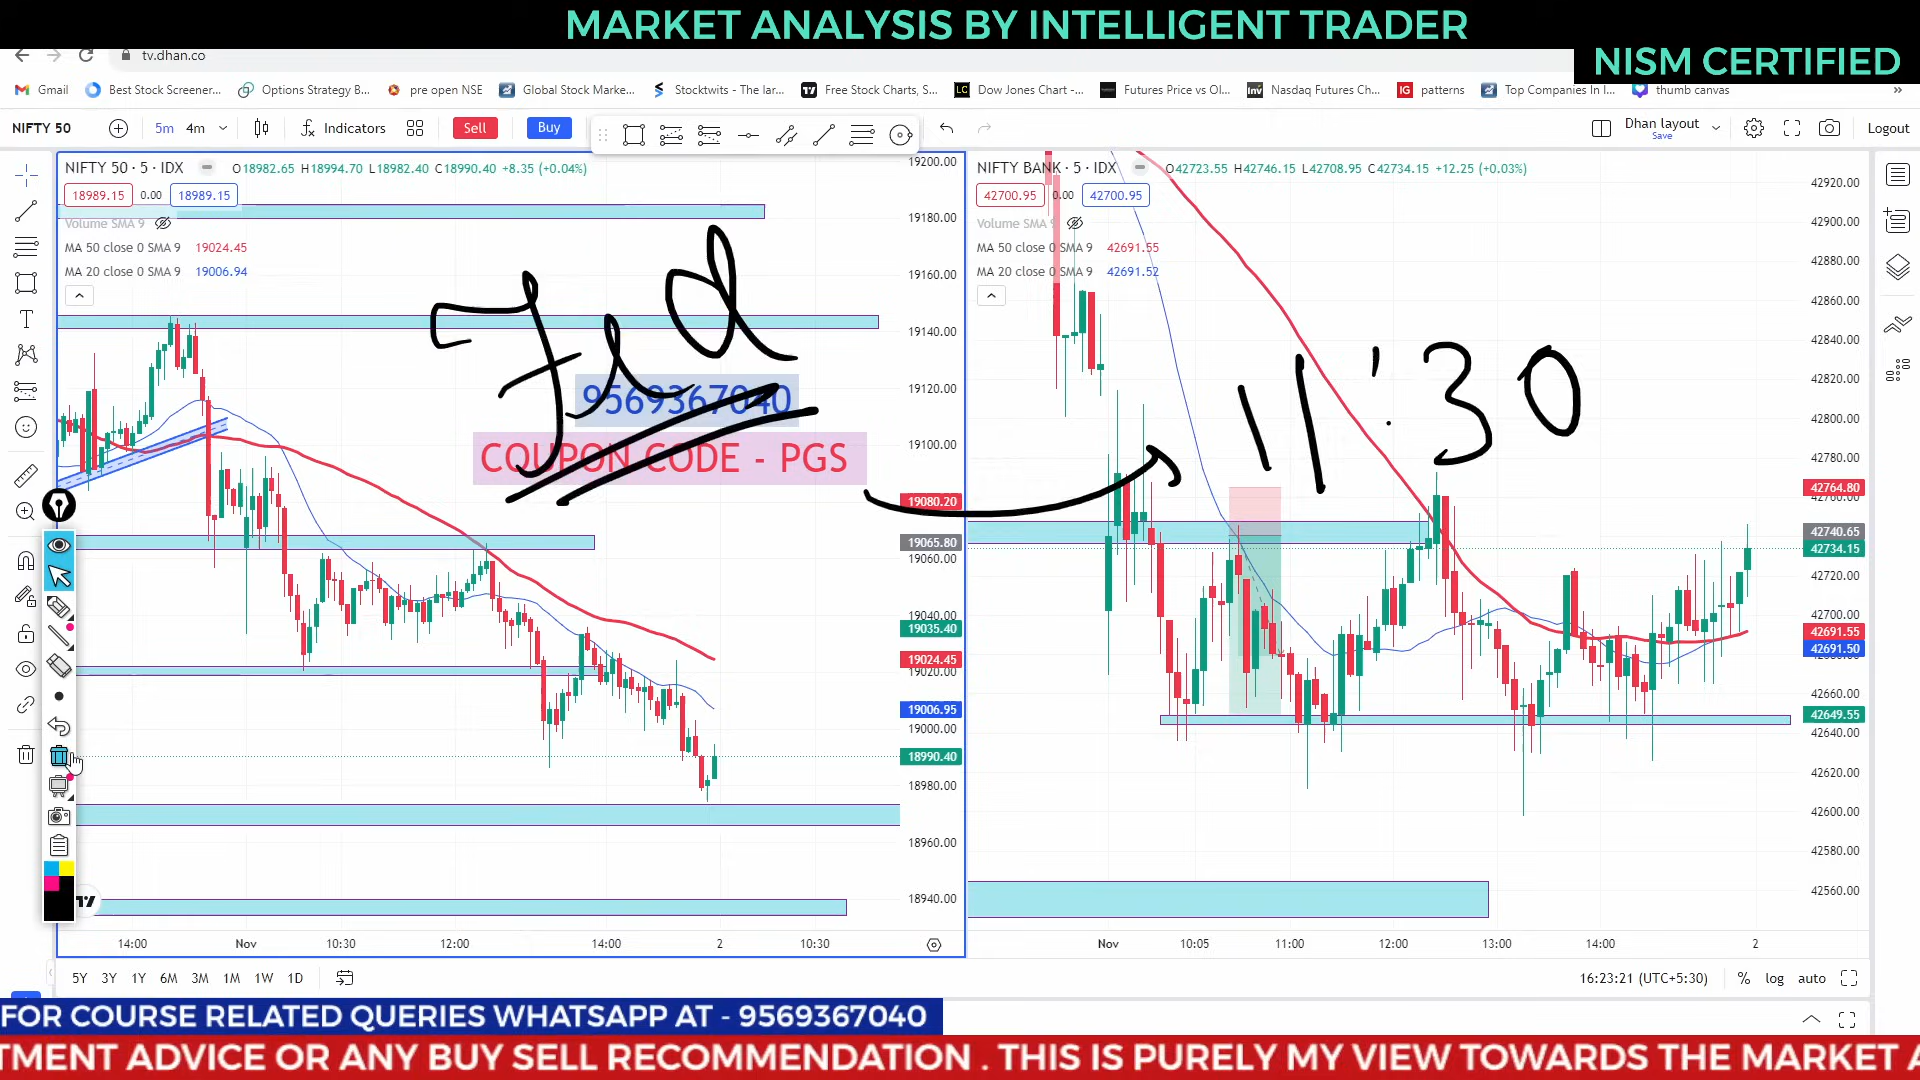 MARKET ANALYSIS BY INTELLIGENT TRADER
NISM CERTIFIED
tv.dhan.co
Gmail Best Stock Screener... Options Strategy B... pre open NSE Global Stock Marke... Stocktwits - The lar... Free Stock Charts, S... Dow Jones Chart -... Futures Price vs Ol... Nasdaq Futures Ch... patterns Top Companies In I... thumb canvas
NIFTY 50 5m 4m Indicators Sell Buy Dhan layout Save Logout
NIFTY 50 · 5 · IDX O18982.65 H18994.70 L18982.40 C18990.40 +8.35 (+0.04%)
18989.15 0.00 18989.15
Volume SMA 9
MA 50 close 0 SMA 9 19024.45
MA 20 close 0 SMA 9 19006.94
9569367040
COUPON CODE - PGS
19200.00
19180.00
19160.00
19140.00
19120.00
19100.00
19080.20
19065.80
19060.00
19040.00
19035.40
19024.45
19020.00
19006.95
19000.00
18990.40
18980.00
18960.00
18940.00
14:00 Nov 10:30 12:00 14:00 2 10:30
NIFTY BANK · 5 · IDX O42723.55 H42746.15 L42708.95 C42734.15 +12.25 (+0.03%)
42700.95 0.00 42700.95
Volume SMA 9
MA 50 close 0 SMA 9 42691.55
MA 20 close 0 SMA 9 42691.52
11:30
42920.00
42900.00
42880.00
42860.00
42840.00
42820.00
42800.00
42780.00
42764.80
42760.00
42740.65
42734.15
42720.00
42700.00
42691.55
42691.50
42660.00
42649.55
42640.00
42620.00
42600.00
42580.00
42560.00
Nov 10:05 11:00 12:00 13:00 14:00 2
5Y 3Y 1Y 6M 3M 1M 1W 1D 16:23:21 (UTC+5:30) % log auto
FOR COURSE RELATED QUERIES WHATSAPP AT - 9569367040
TMENT ADVICE OR ANY BUY SELL RECOMMENDATION . THIS IS PURELY MY VIEW TOWARDS THE MARKET A